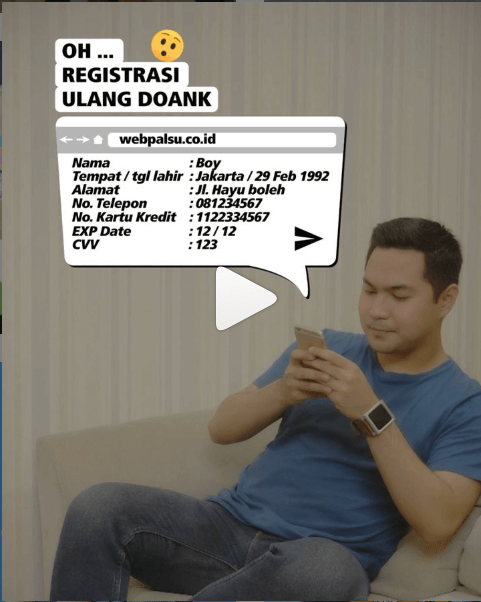 OH ...
REGISTRASI
ULANG DOANK
webpalsu.co.id
Nama : Boy
Tempat / tgl lahir : Jakarta / 29 Feb 1992
Alamat : Jl. Hayu boleh
No. Telepon : 081234567
No. Kartu Kredit : 1122334567
EXP Date : 12 / 12
CVV : 123